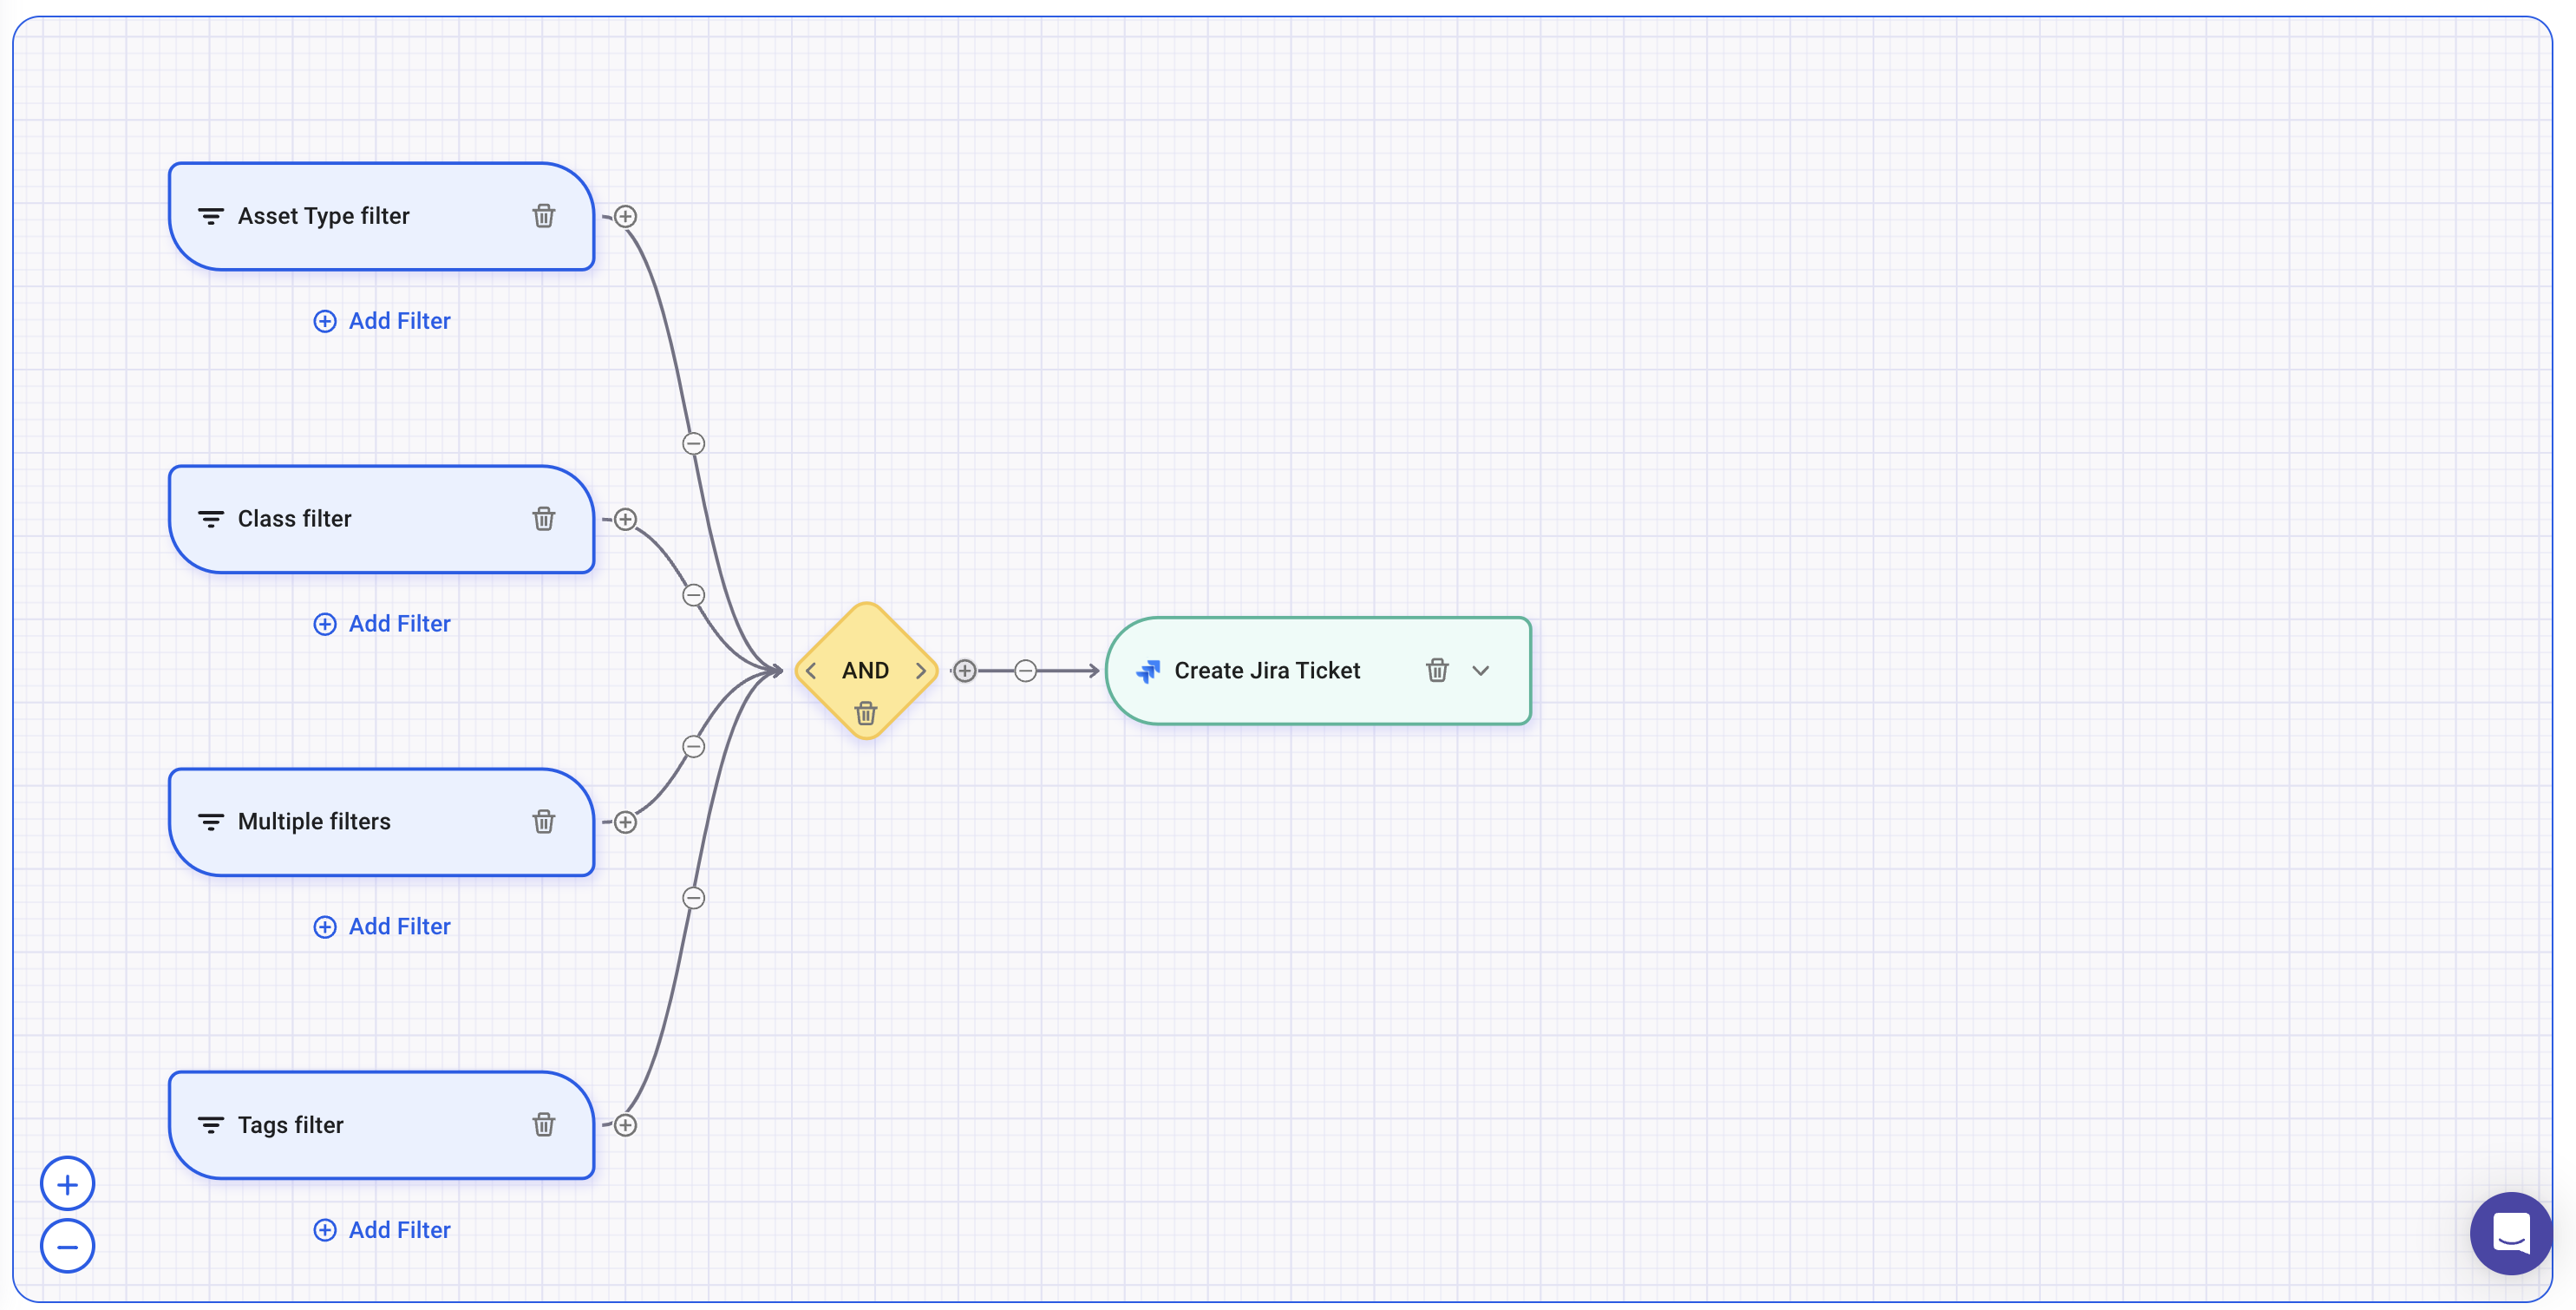 Asset Type filter
Add Filter
Class filter
Add Filter
AND
Create Jira Ticket
Multiple filters
Add Filter
Tags filter
Add Filter